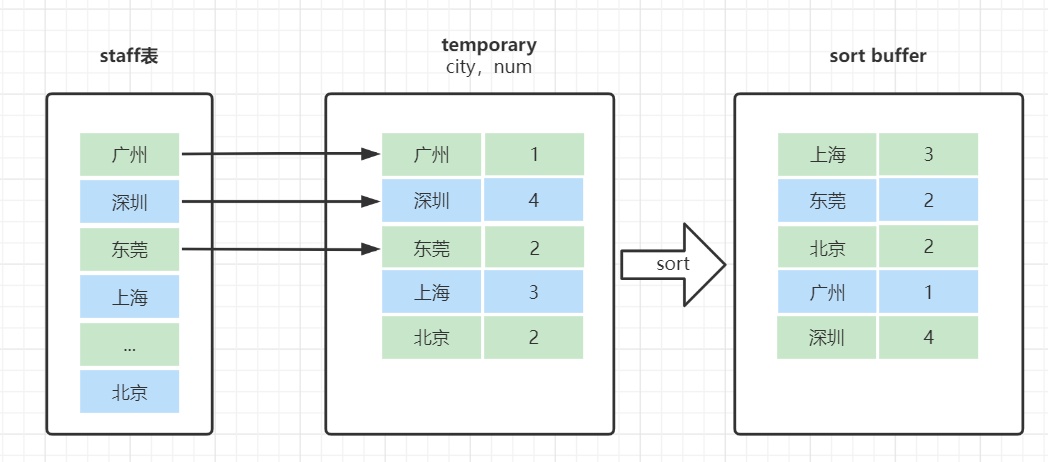 staff表
广州
深圳
东莞
上海
...
北京
temporary
city，num
广州 1
深圳 4
东莞 2
上海 3
北京 2
sort
sort buffer
上海 3
东莞 2
北京 2
广州 1
深圳 4